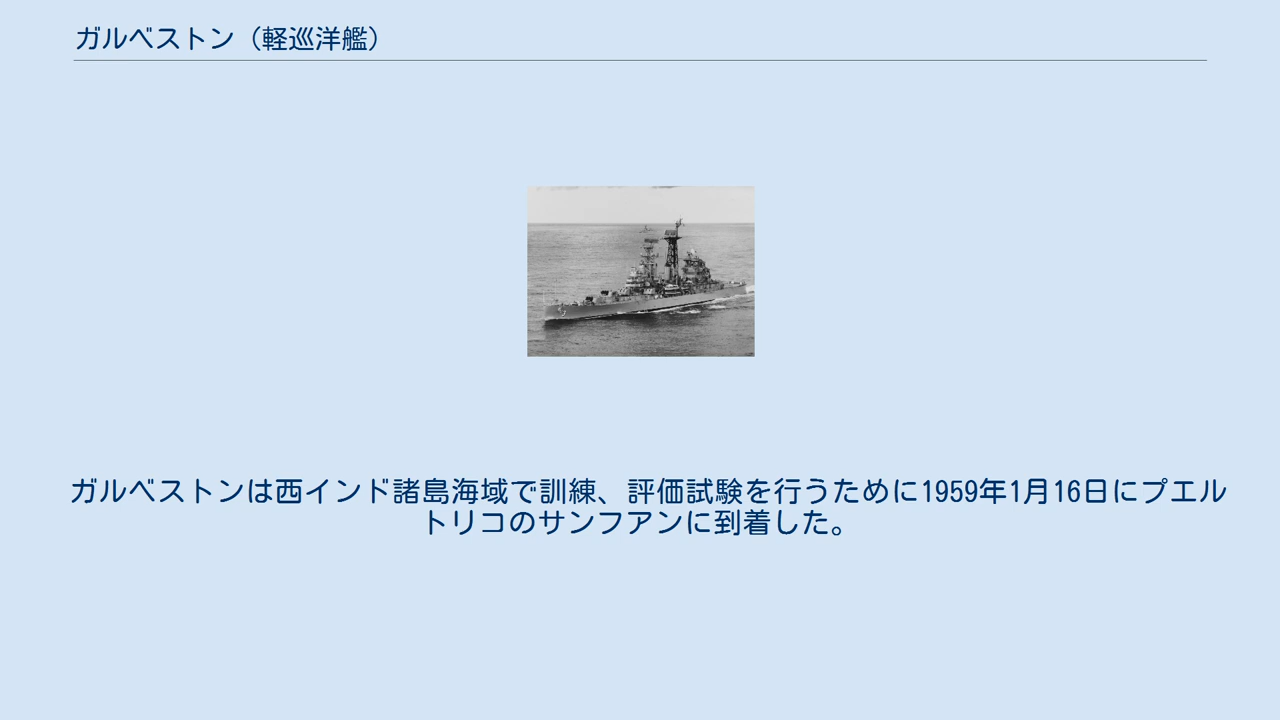 ガルベストン（軽巡洋艦）
ガルベストンは西インド諸島海域で訓練、評価試験を行うために1959年1月16日にプエル
トリコのサンフアンに到着した。